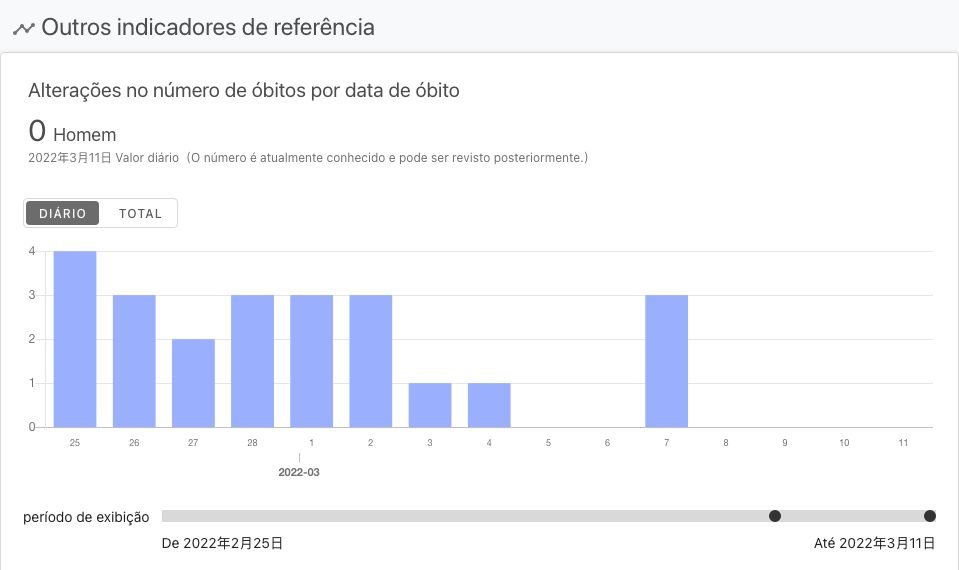 Outros indicadores de referência
Alterações no número de óbitos por data de óbito
0 Homem
2022年3月11日 Valor diário（O número é atualmente conhecido e pode ser revisto posteriormente.）
DIÁRIO TOTAL
4
3
2
1
0
25 26 27 28 1 2 3 4 5 6 7 8 9 10 11
2022-03
período de exibição
De 2022年2月25日 Até 2022年3月11日